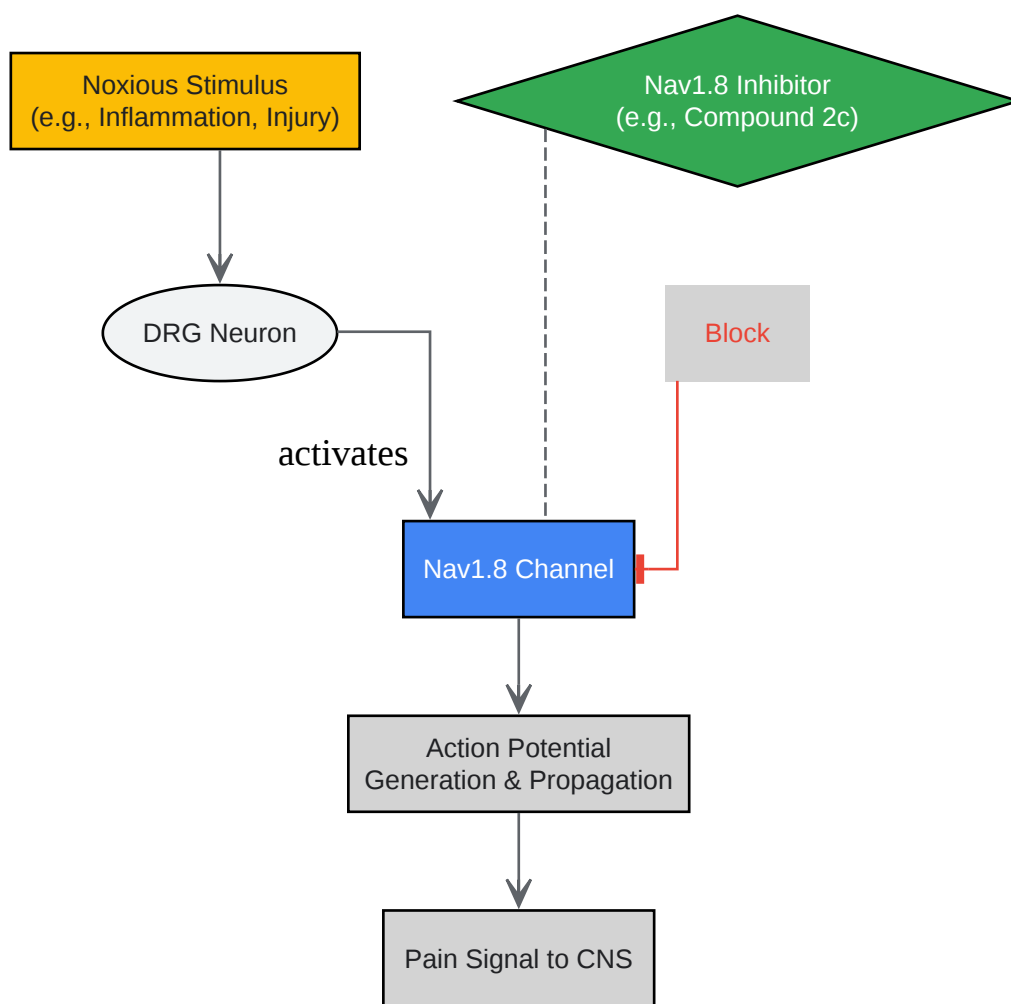 Noxious Stimulus
(e.g., Inflammation, Injury)
Nav1.8 Inhibitor
(e.g., Compound 2c)
DRG Neuron
Block
activates
Nav1.8 Channel
Action Potential
Generation & Propagation
Pain Signal to CNS